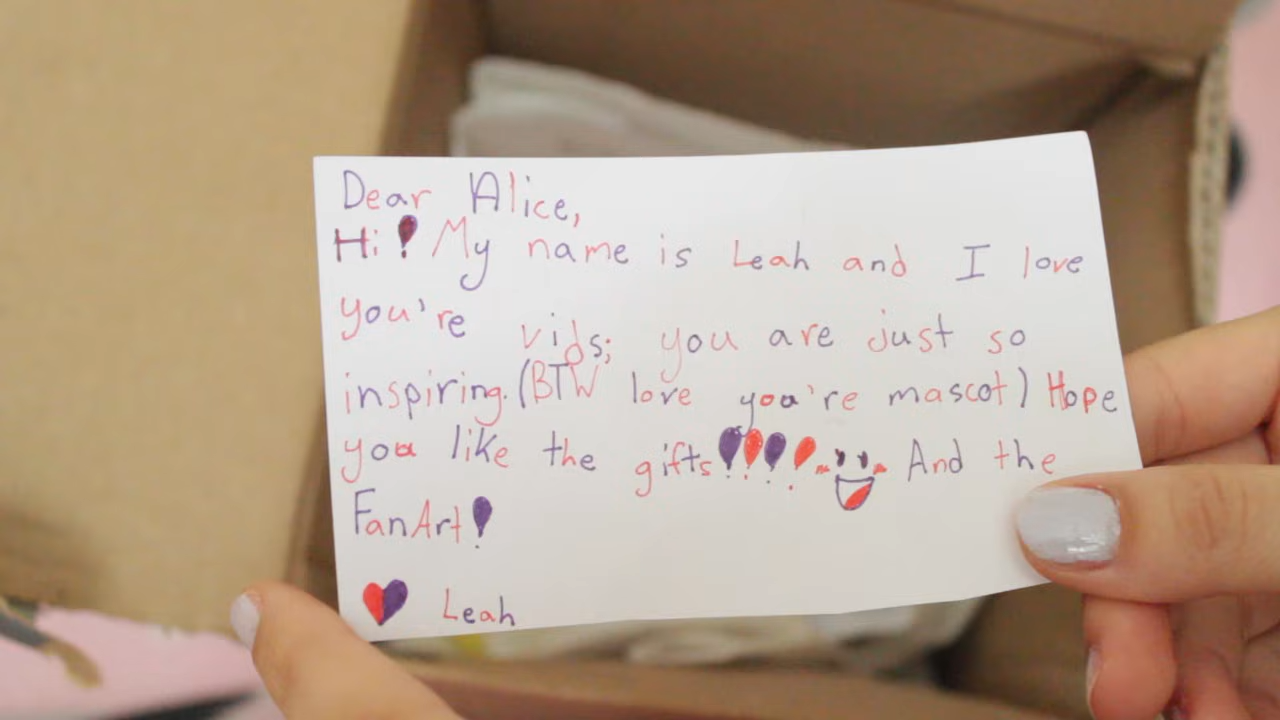 Dear Alice,
Hi! My name is Leah and I love
you're vids; you are just so
inspiring. (BTW love you're mascot) Hope
you like the gifts!!!! And the
FanArt!
Leah